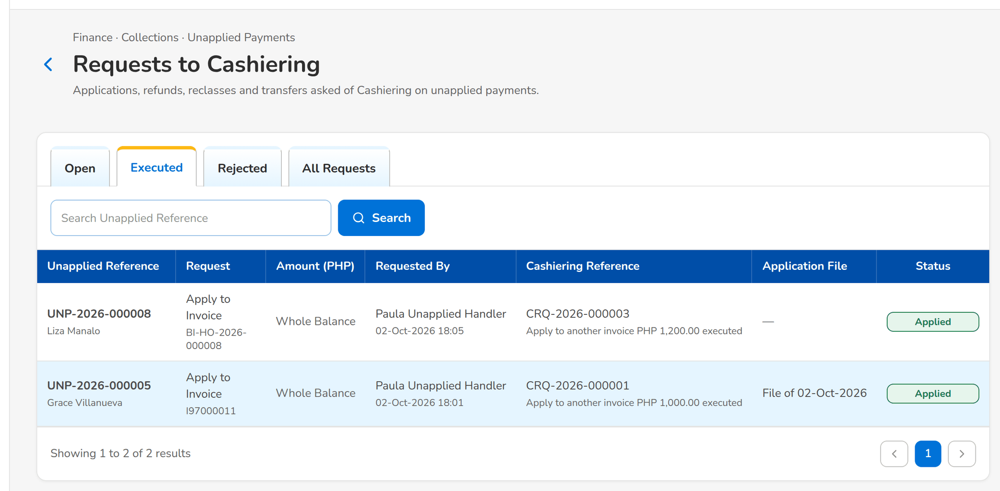 Finance · Collections · Unapplied Payments
Requests to Cashiering
Applications, refunds, reclasses and transfers asked of Cashiering on unapplied payments.
Open
Executed
Rejected
All Requests
Search Unapplied Reference
Search
Unapplied Reference
Request
Amount (PHP)
Requested By
Cashiering Reference
Application File
Status
UNP-2026-000008
Liza Manalo
Apply to
Invoice
BI-HO-2026-
000008
Whole Balance
Paula Unapplied Handler
02-Oct-2026 18:05
CRQ-2026-000003
Apply to another invoice PHP 1,200.00 executed
—
Applied
UNP-2026-000005
Grace Villanueva
Apply to
Invoice
I97000011
Whole Balance
Paula Unapplied Handler
02-Oct-2026 18:01
CRQ-2026-000001
Apply to another invoice PHP 1,000.00 executed
File of 02-Oct-2026
Applied
Showing 1 to 2 of 2 results
1